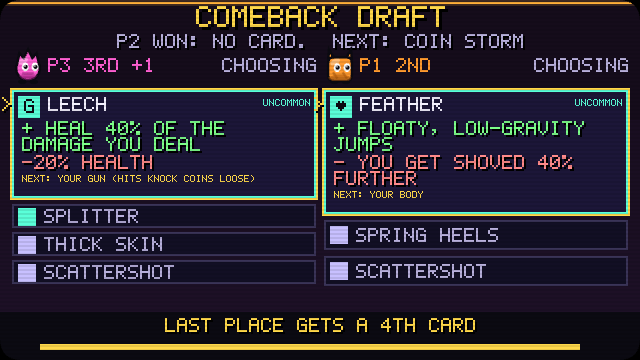 COMEBACK DRAFT
P2 WON: NO CARD. NEXT: COIN STORM
P3 3RD +1 CHOOSING
P1 2ND CHOOSING
G LEECH UNCOMMON
+ HEAL 40% OF THE
DAMAGE YOU DEAL
-20% HEALTH
NEXT: YOUR GUN (HITS KNOCK COINS LOOSE)
SPLITTER
THICK SKIN
SCATTERSHOT
FEATHER UNCOMMON
+ FLOATY, LOW-GRAVITY
JUMPS
- YOU GET SHOVED 40%
FURTHER
NEXT: YOUR BODY
SPRING HEELS
SCATTERSHOT
LAST PLACE GETS A 4TH CARD